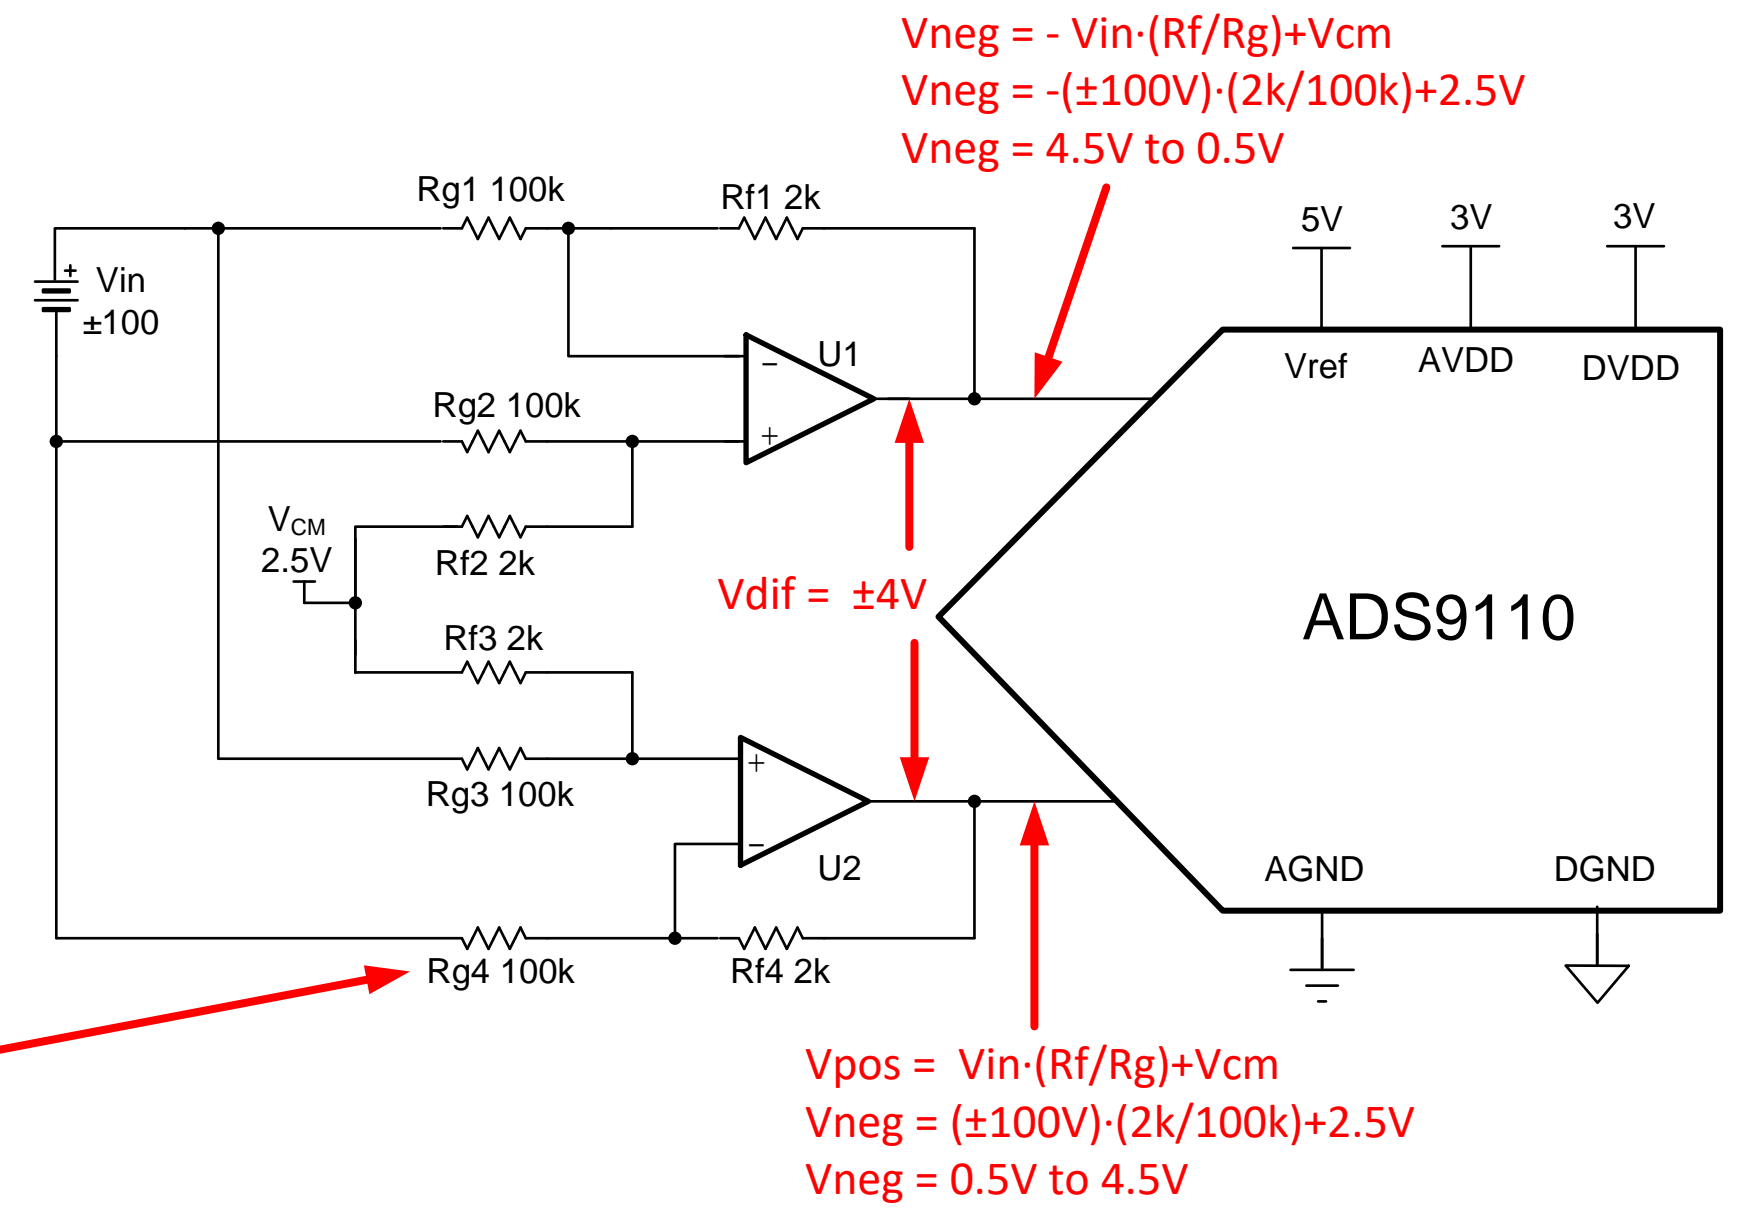 Vneg = - Vin·(Rf/Rg)+Vcm
Vneg = -(±100V)·(2k/100k)+2.5V
Vneg = 4.5V to 0.5V
Rg1 100k
Rf1 2k
5V
3V
3V
+
Vin
±100
U1
−
+
Vref
AVDD
DVDD
Rg2 100k
VCM
2.5V
Rf2 2k
Vdif = ±4V
ADS9110
Rf3 2k
Rg3 100k
+
−
U2
AGND
DGND
Rg4 100k
Rf4 2k
Vpos = Vin·(Rf/Rg)+Vcm
Vneg = (±100V)·(2k/100k)+2.5V
Vneg = 0.5V to 4.5V